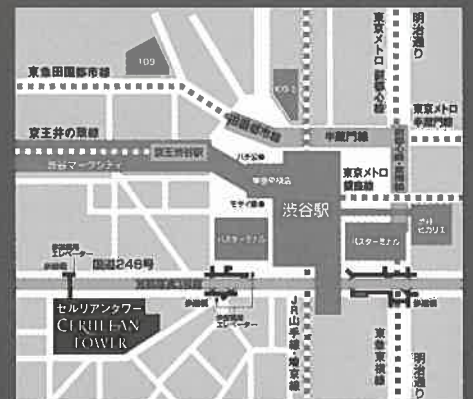 109
東急田園都市線
京王井の頭線
渋谷マークシティ
京王渋谷駅
田園都市線
半蔵門線
東京メトロ 副都心線
明治通り
東京メトロ
半蔵門線
東京メトロ
銀座線
ハチ公像
モヤイ像
渋谷駅
バスターミナル
バスターミナル
渋谷
ヒカリエ
エレベーター
歩道橋
国道246号
セルリアンタワー
CERULEAN
TOWER
エレベーター
歩道橋
歩道橋
JR山手線・埼京線
東急東横線
明治通り